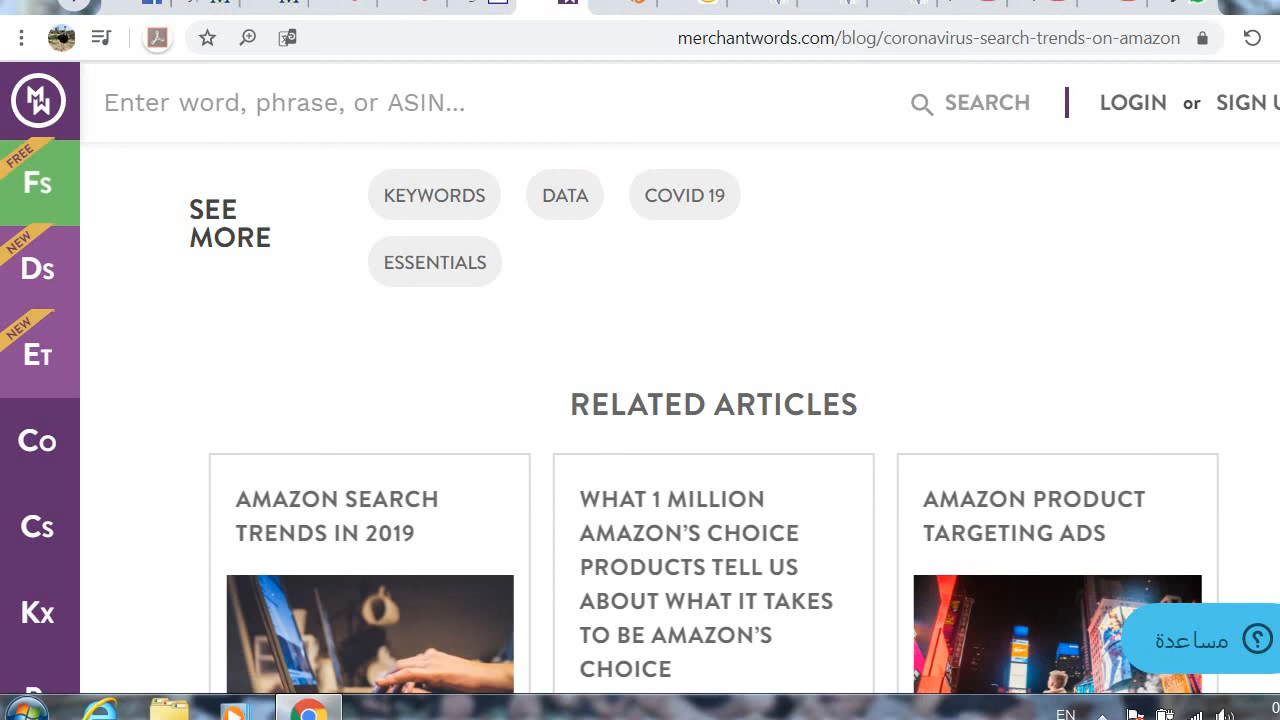 merchantwords.com/blog/coronavirus-search-trends-on-amazon
Enter word, phrase, or ASIN...
SEARCH
LOGIN or SIGN U
FREE
Fs
NEW
Ds
NEW
Et
Co
Cs
Kx
SEE
MORE
KEYWORDS
DATA
COVID 19
ESSENTIALS
RELATED ARTICLES
AMAZON SEARCH
TRENDS IN 2019
WHAT 1 MILLION
AMAZON’S CHOICE
PRODUCTS TELL US
ABOUT WHAT IT TAKES
TO BE AMAZON’S
CHOICE
AMAZON PRODUCT
TARGETING ADS
مساعدة
EN